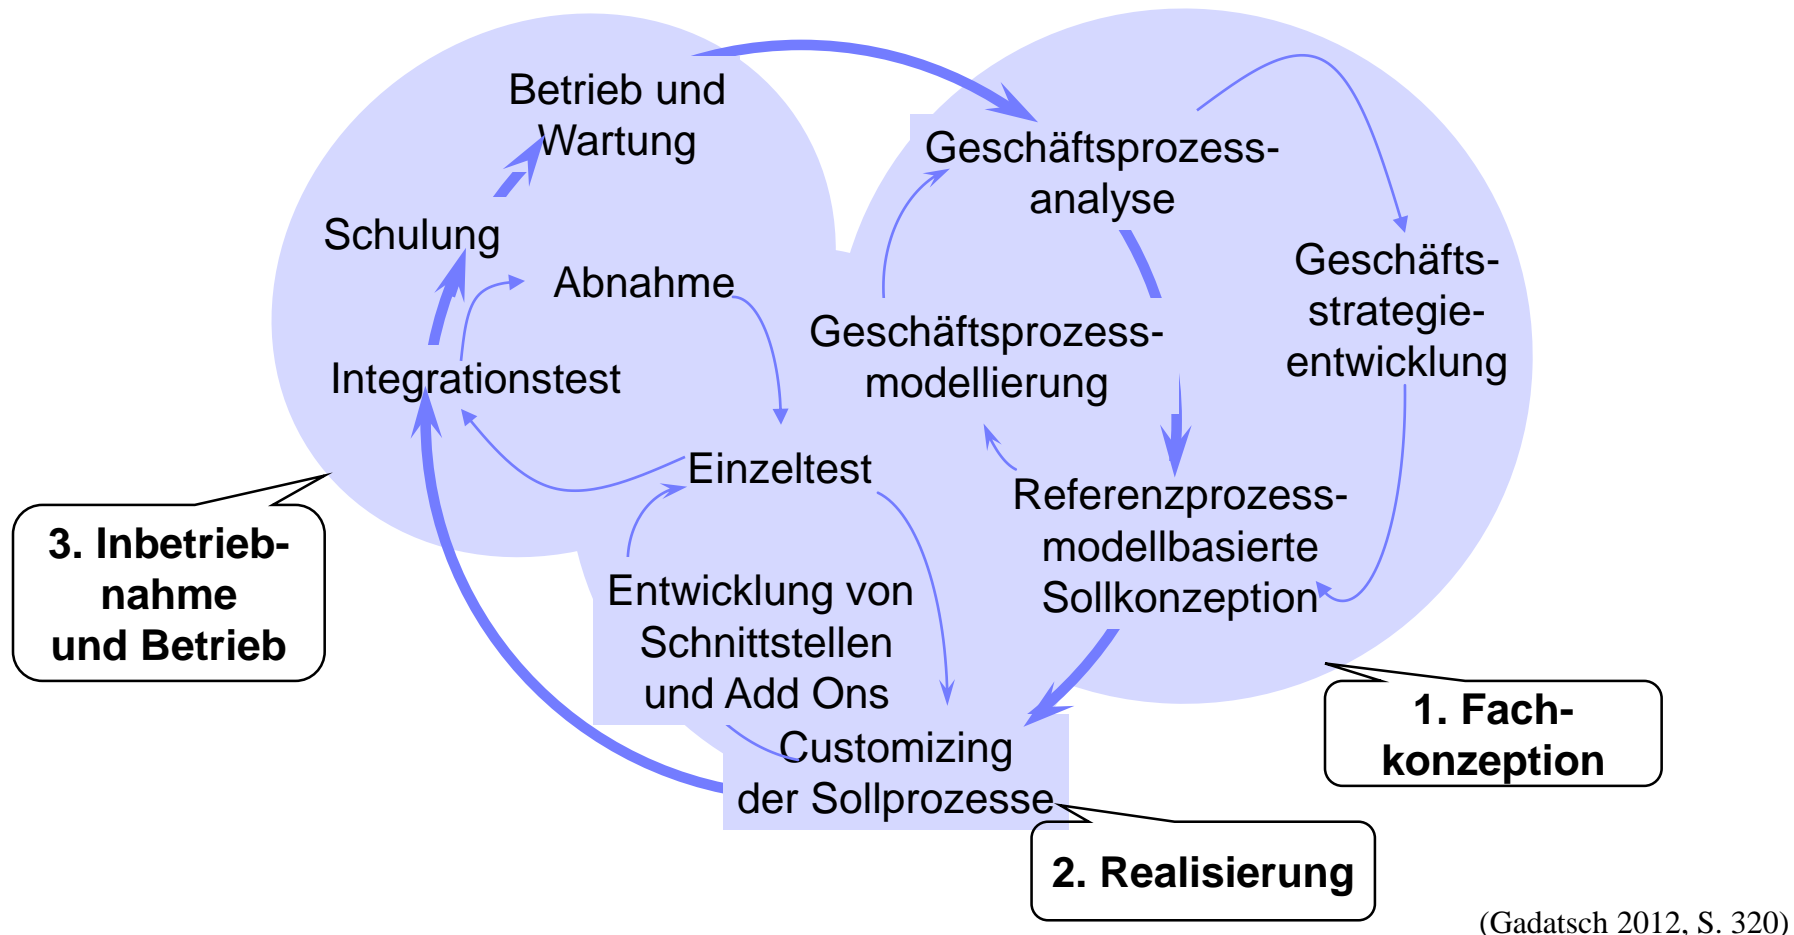 Betrieb und
Wartung
Geschäftsprozess-
analyse
Schulung
Abnahme
Geschäfts-
strategie-
entwicklung
Geschäftsprozess-
modellierung
Integrationstest
Einzeltest
Referenzprozess-
modellbasierte
Sollkonzeption
3. Inbetrieb-
nahme
und Betrieb
Entwicklung von
Schnittstellen
und Add Ons
1. Fach-
konzeption
Customizing
der Sollprozesse
2. Realisierung
(Gadatsch 2012, S. 320)